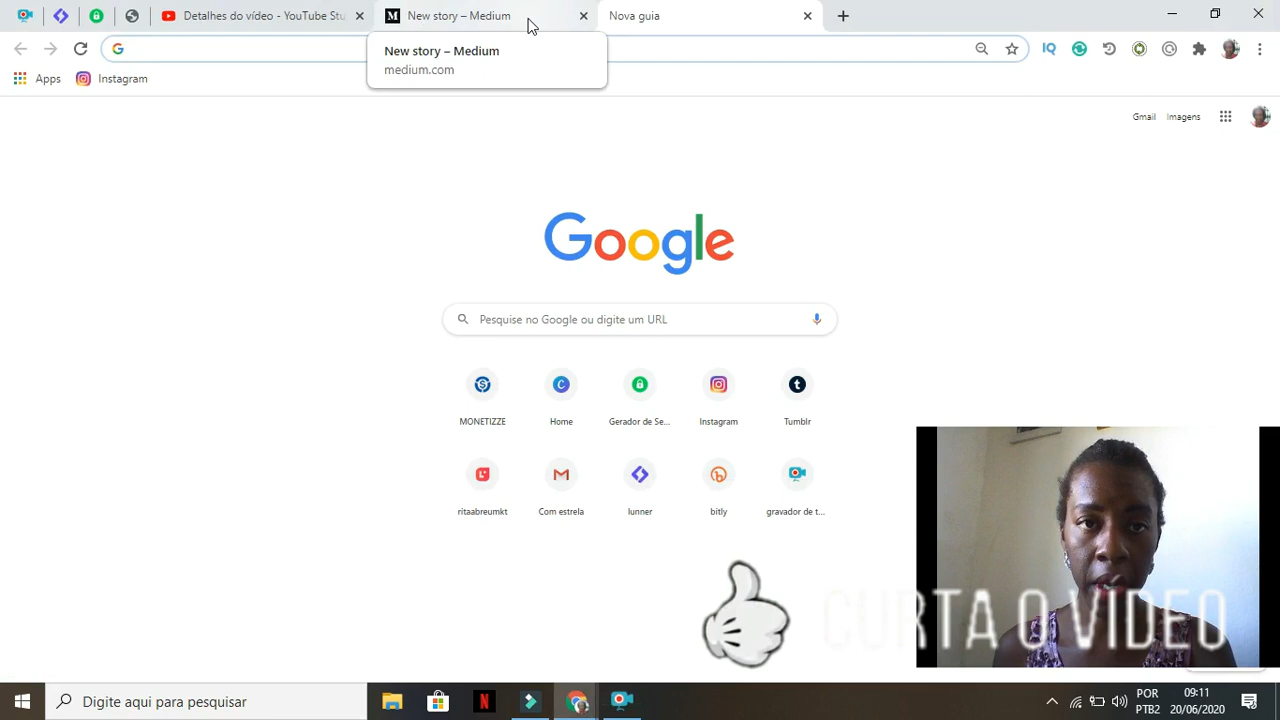 Detalhes do vídeo - YouTube Stu
New story – Medium
Nova guia
New story – Medium
medium.com
Apps
Instagram
IQ
Gmail
Imagens
Google
Pesquise no Google ou digite um URL
MONETIZZE
Home
Gerador de Se...
Instagram
Tumblr
ritaabreumkt
Com estrela
lunner
bitly
gravador de t...
CURTA O VIDEO
Digite aqui para pesquisar
POR
PTB2
09:11
20/06/2020